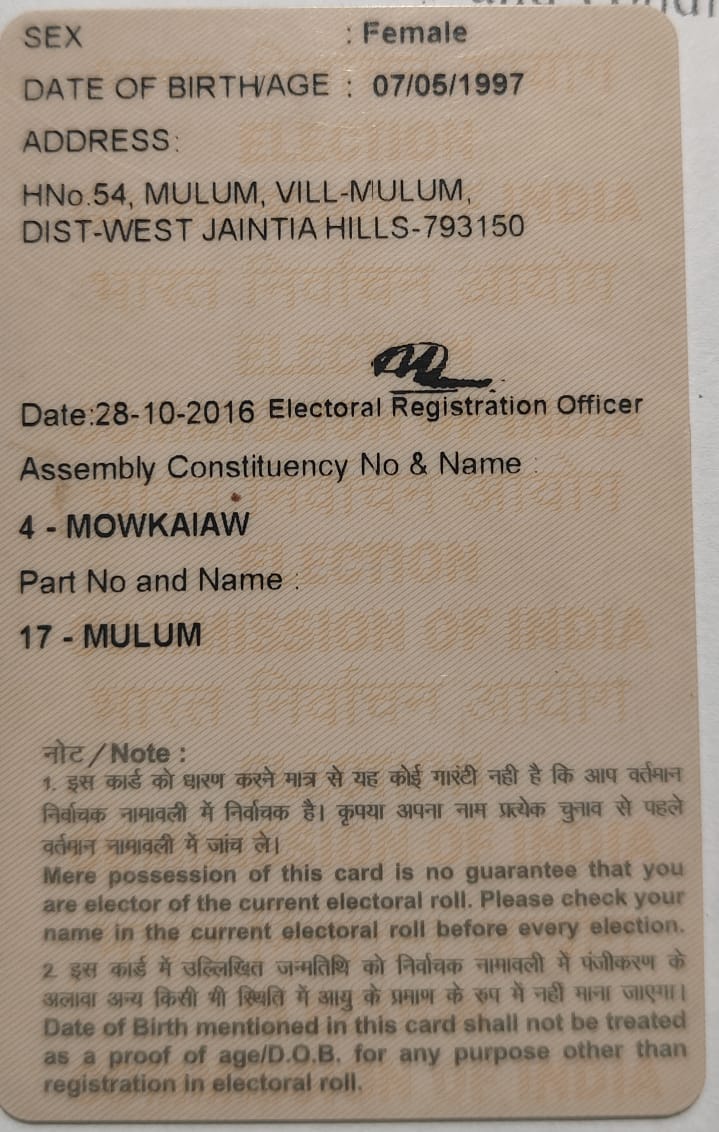 SEX : Female
DATE OF BIRTH/AGE : 07/05/1997
ADDRESS:
HNo.54, MULUM, VILL-MULUM,
DIST-WEST JAINTIA HILLS-793150
Date:28-10-2016 Electoral Registration Officer
Assembly Constituency No & Name :
4 - MOWKAIAW
Part No and Name :
17 - MULUM
नोट / Note :
1. इस कार्ड को धारण करने मात्र से यह कोई गारंटी नही है कि आप वर्तमान
निर्वाचक नामावली में निर्वाचक है। कृपया अपना नाम प्रत्येक चुनाव से पहले
वर्तमान नामावली में जांच ले।
Mere possession of this card is no guarantee that you
are elector of the current electoral roll. Please check your
name in the current electoral roll before every election.
2. इस कार्ड में उल्लिखित जन्मतिथि को निर्वाचक नामावली में पंजीकरण के
अलावा अन्य किसी भी स्थिति में आयु के प्रमाण के रुप में नहीं माना जाएगा।
Date of Birth mentioned in this card shall not be treated
as a proof of age/D.O.B. for any purpose other than
registration in electoral roll.